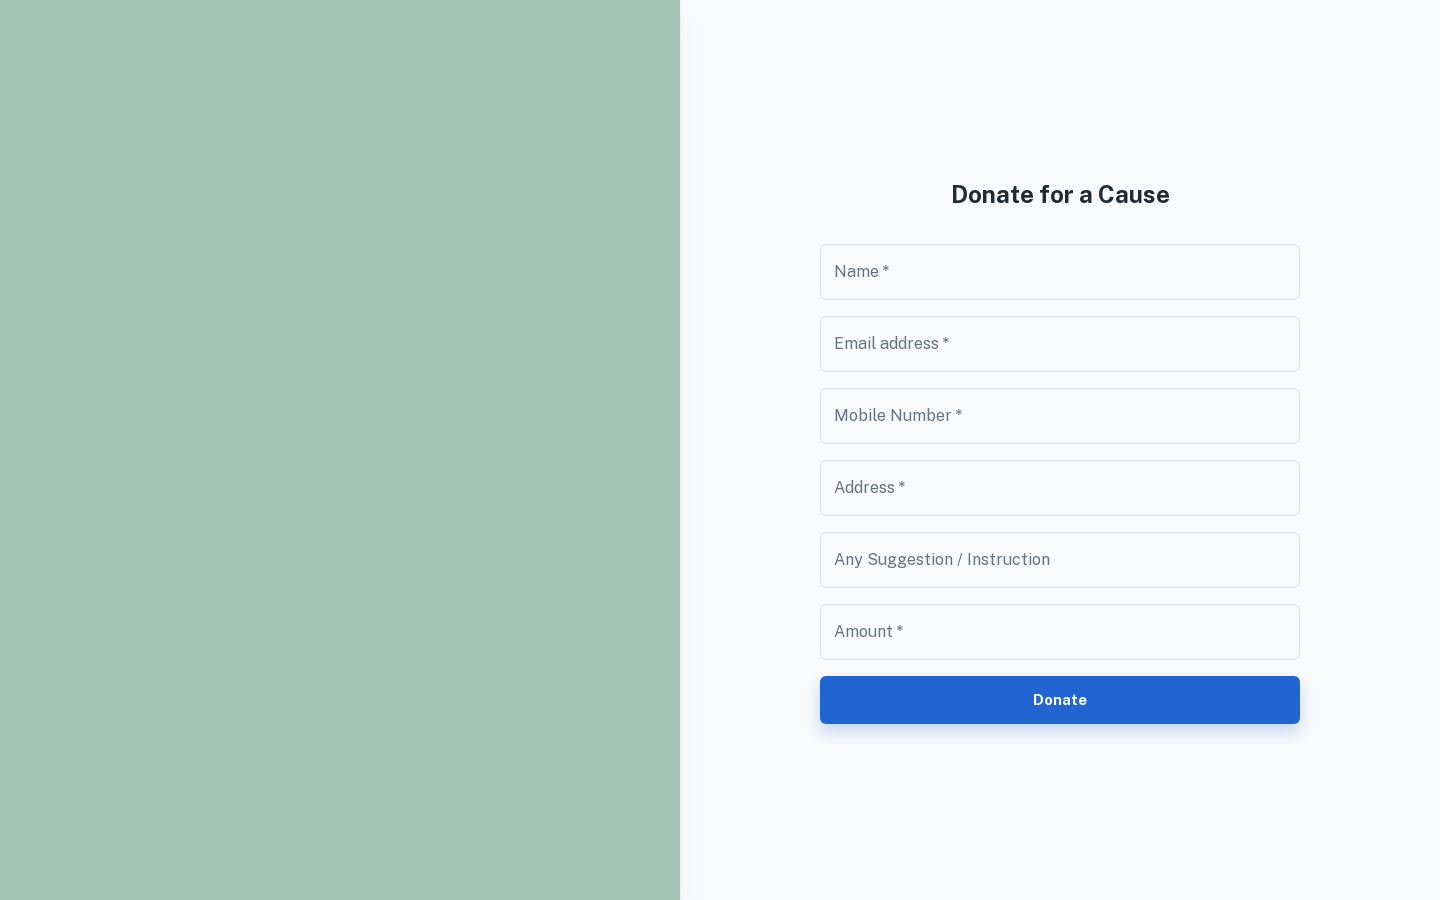 Donate for a Cause
Name *
Email address *
Mobile Number *
Address *
Any Suggestion / Instruction
Amount *
Donate